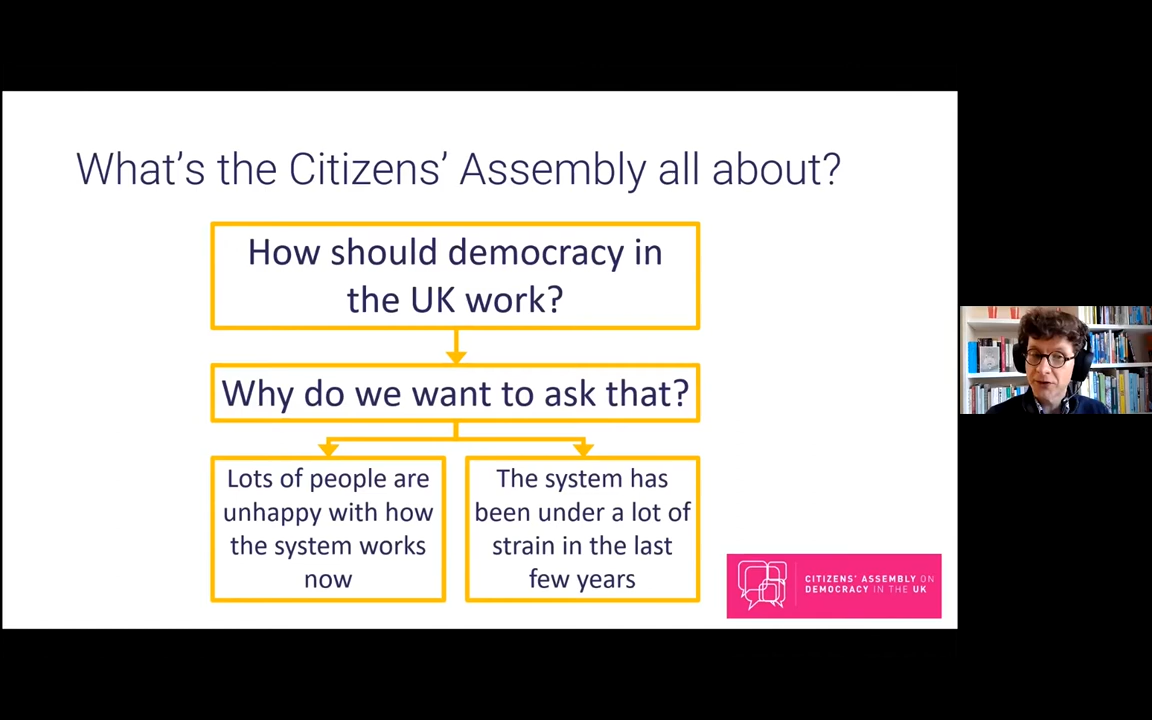 What's the Citizens' Assembly all about?
How should democracy in
the UK work?
Why do we want to ask that?
Lots of people are
unhappy with how
the system works
now
The system has
been under a lot of
strain in the last
few years
CITIZENS' ASSEMBLY ON
DEMOCRACY IN THE UK